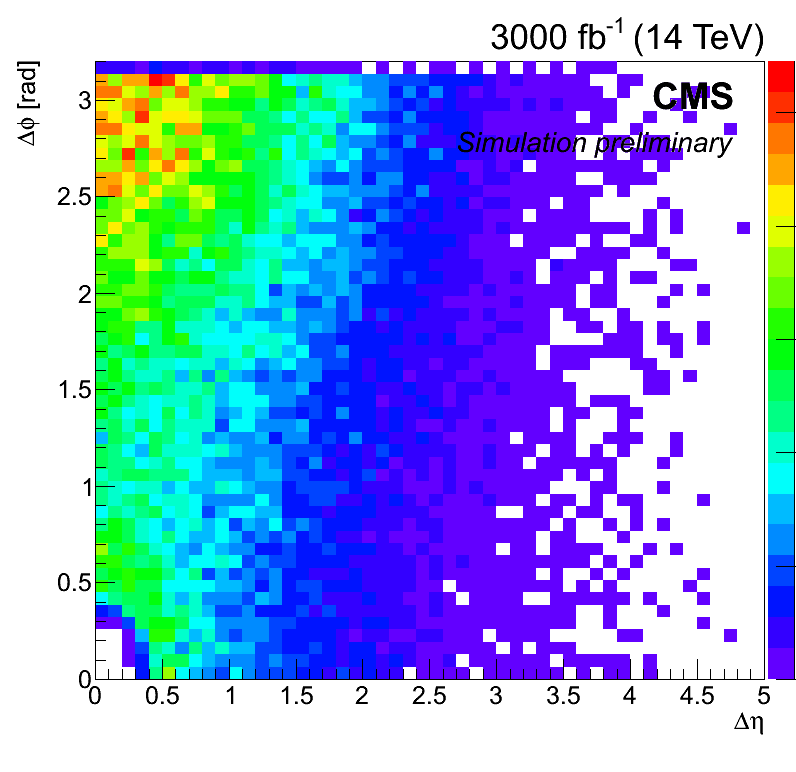 3000 fb-1 (14 TeV)
CMS
Simulation preliminary
Δϕ [rad]
3
2.5
2
1.5
1
0.5
0
0 0.5 1 1.5 2 2.5 3 3.5 4 4.5 5
Δη